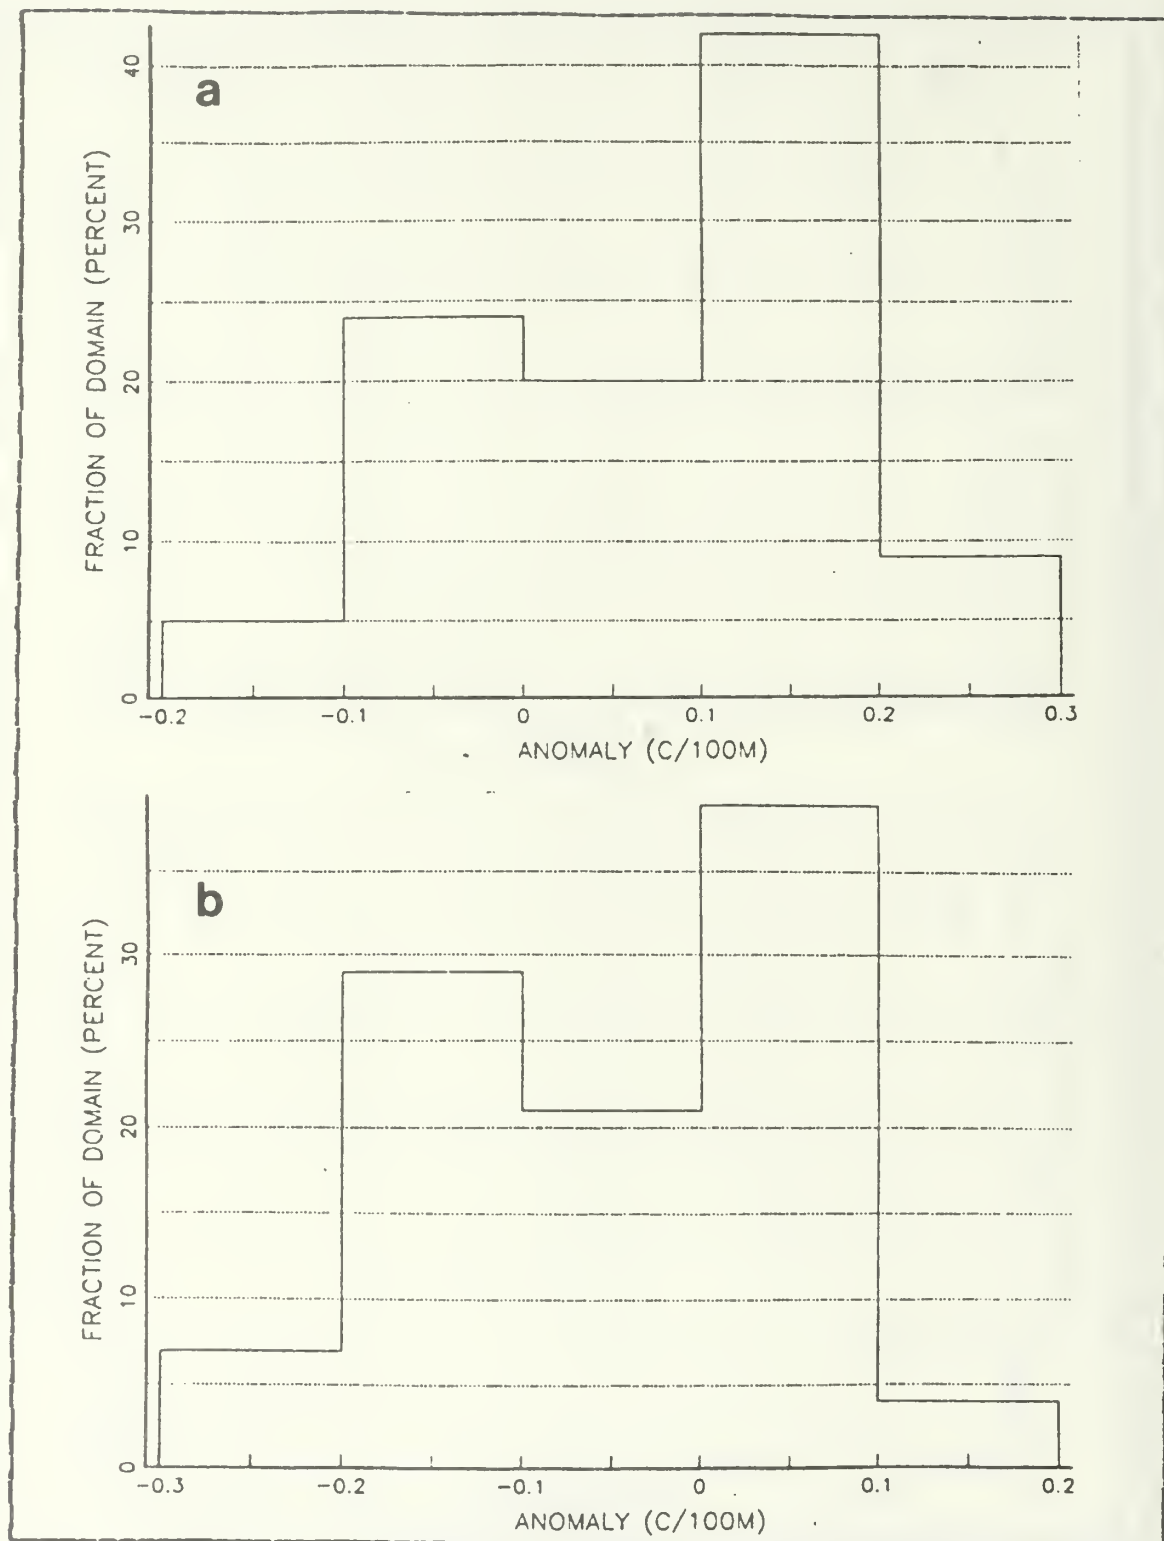 a
FRACTION OF DOMAIN (PERCENT)
40
30
20
10
0
-0.2 -0.1 0 0.1 0.2 0.3
ANOMALY (C/100M)
b
FRACTION OF DOMAIN (PERCENT)
30
20
10
0
-0.3 -0.2 -0.1 0 0.1 0.2
ANOMALY (C/100M)